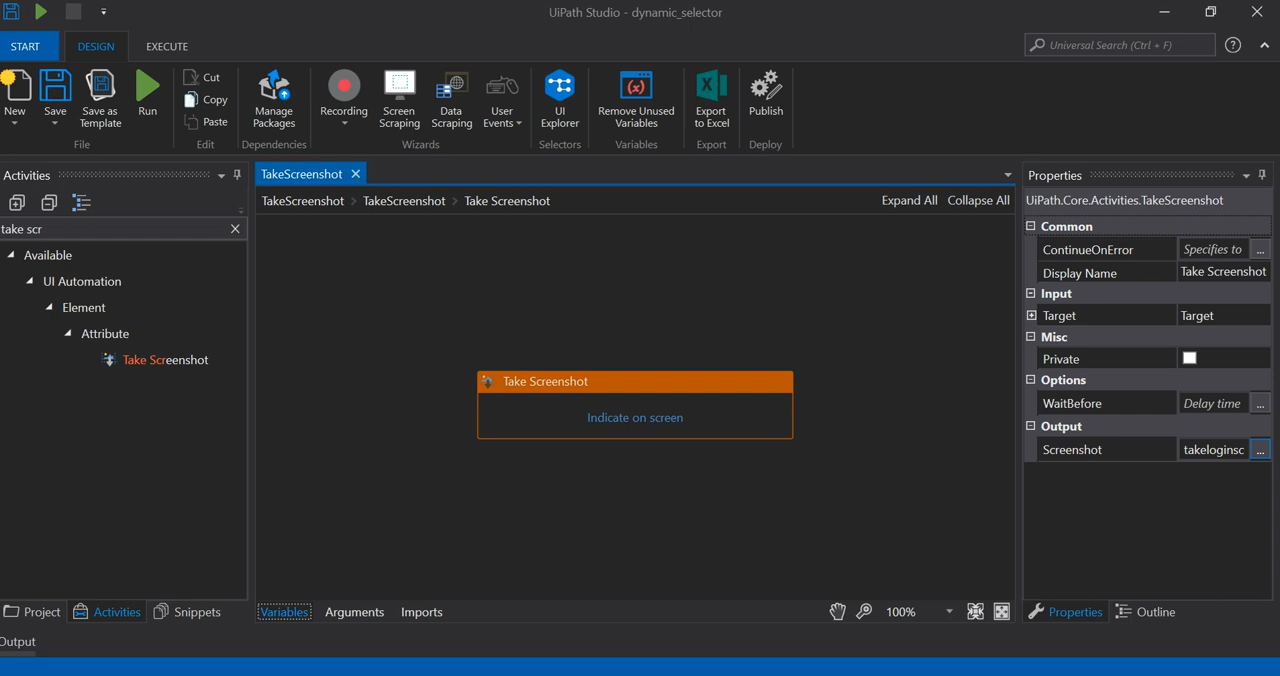 UiPath Studio - dynamic_selector
START
DESIGN
EXECUTE
Universal Search (Ctrl + F)
New
Save
Save as
Template
Run
Cut
Copy
Paste
Manage
Packages
Recording
Screen
Scraping
Data
Scraping
User
Events
UI
Explorer
Remove Unused
Variables
Export
to Excel
Publish
File
Edit
Dependencies
Wizards
Selectors
Variables
Export
Deploy
Activities
take scr
Available
UI Automation
Element
Attribute
Take Screenshot
Project
Activities
Snippets
Output
TakeScreenshot
TakeScreenshot > TakeScreenshot > Take Screenshot
Expand All
Collapse All
Take Screenshot
Indicate on screen
Variables
Arguments
Imports
100%
Properties
UiPath.Core.Activities.TakeScreenshot
Common
ContinueOnError
Specifies to
...
Display Name
Take Screenshot
Input
Target
Target
Misc
Private
Options
WaitBefore
Delay time
...
Output
Screenshot
takeloginsc
...
Properties
Outline